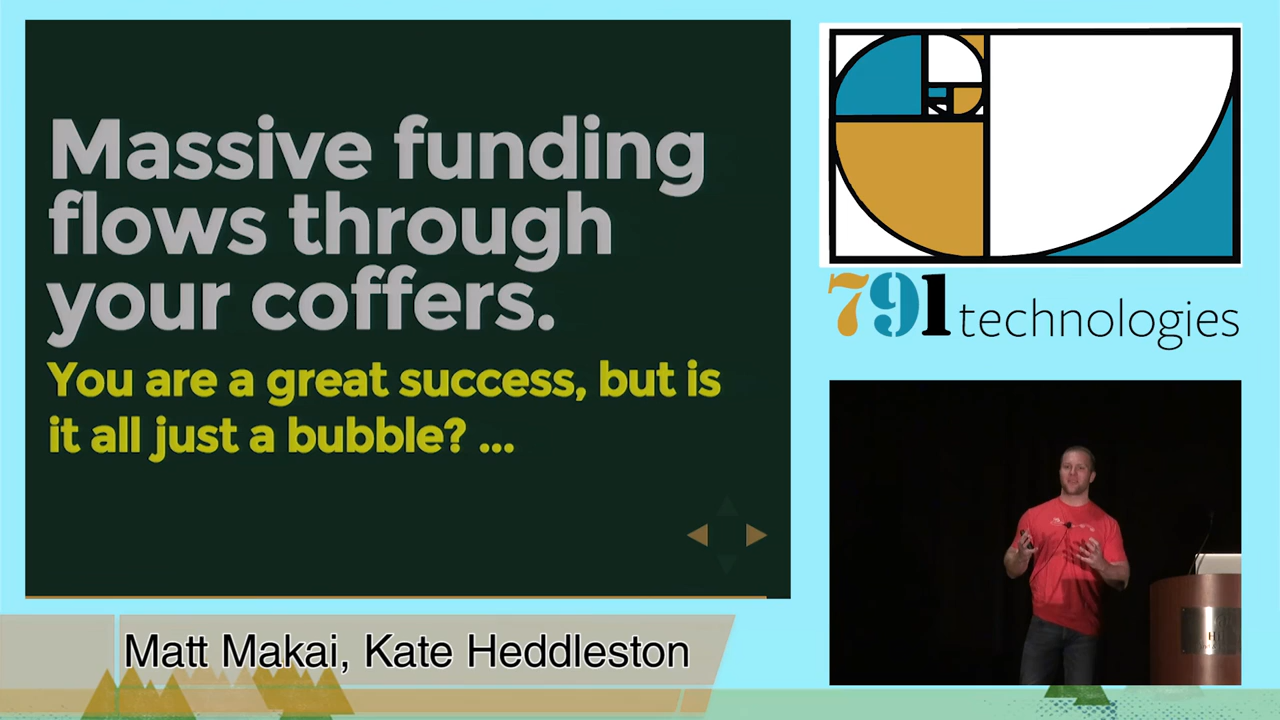 Massive funding
flows through
your coffers.
You are a great success, but is
it all just a bubble? ...
791 technologies
Matt Makai, Kate Heddleston